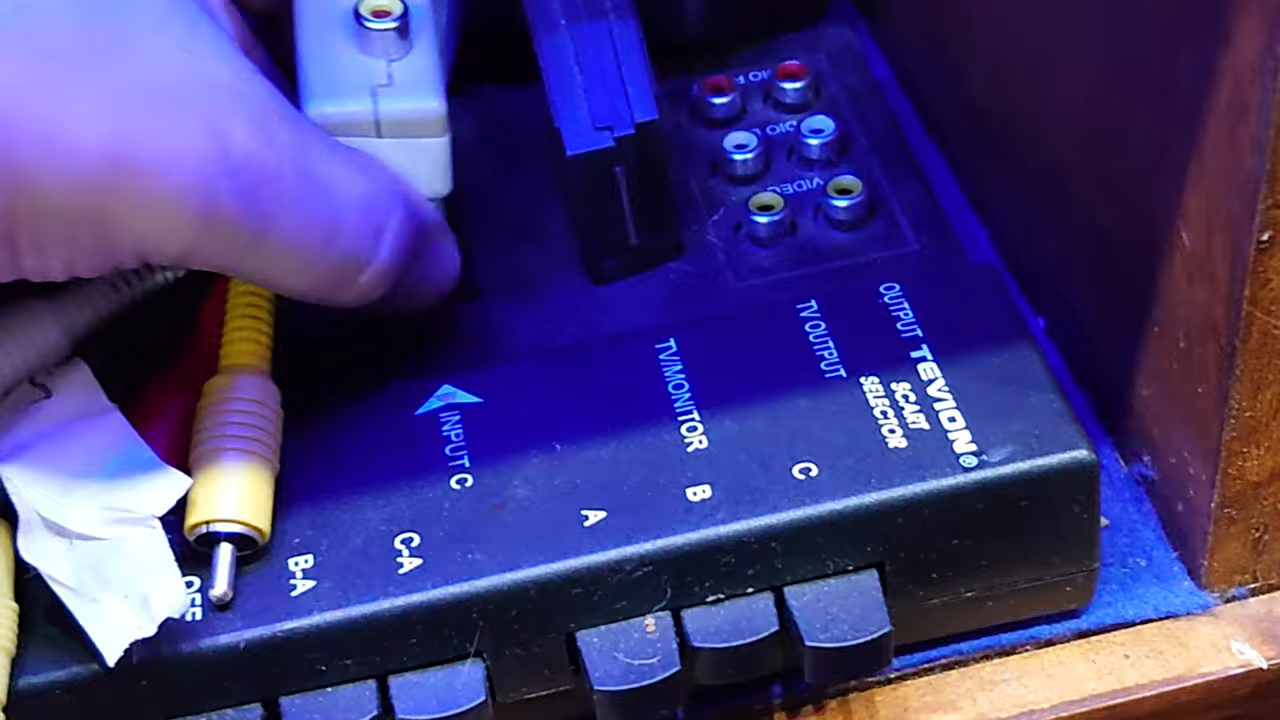 VIDEO
OUTPUT
TV OUTPUT
TV/MONITOR
INPUT C
TEVION®
SCART
SELECTOR
OFF
B-A
C-A
A
B
C